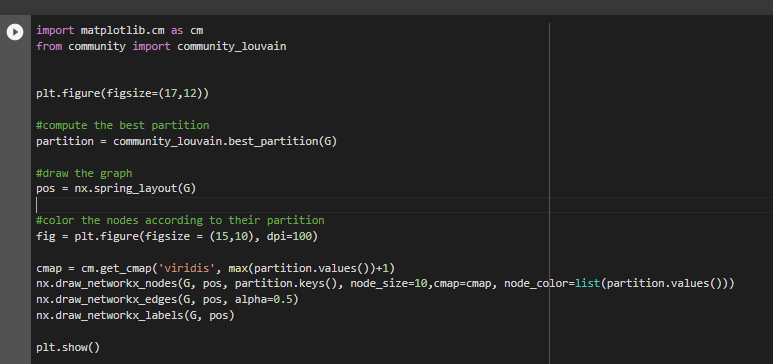 import matplotlib.cm as cm
from community import community_louvain
plt.figure(figsize=(17,12))
#compute the best partition
partition = community_louvain.best_partition(G)
#draw the graph
pos = nx.spring_layout(G)
#color the nodes according to their partition
fig = plt.figure(figsize = (15,10), dpi=100)
cmap = cm.get_cmap('viridis', max(partition.values())+1)
nx.draw_networkx_nodes(G, pos, partition.keys(), node_size=10,cmap=cmap, node_color=list(partition.values()))
nx.draw_networkx_edges(G, pos, alpha=0.5)
nx.draw_networkx_labels(G, pos)
plt.show()